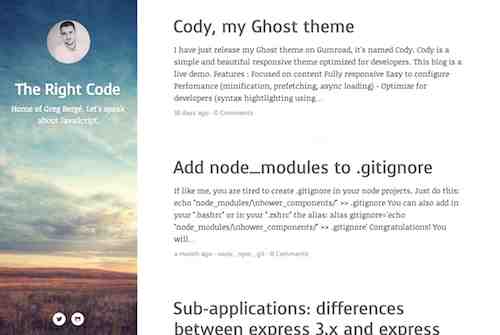 The Right Code
Home of Greg Bergé. Let's speak
about JavaScript.
Cody, my Ghost theme
I have just release my Ghost theme on Gumroad, it's named Cody. Cody is a
simple and beautiful responsive theme optimized for developers. This blog is a
live demo. Features : Focused on content Fully responsive Easy to configure
Perfomance (minification, prefetching, async loading) - Optimize for
developers (syntax hightlighting using…
18 days ago · 0 Comments
Add node_modules to .gitignore
If like me, you are tired to create .gitignore in your node projects. Just do this:
echo "node_modules/\nbower_components/" >> .gitignore You can also add in
your ".bashrc" or in your ".zshrc" the alias: alias gitignore='echo
"node_modules/\nbower_components/" >> .gitignore' Congratulations! You
will…
a month ago · 0 Comments
Sub-applications: differences
between express 3.x and express